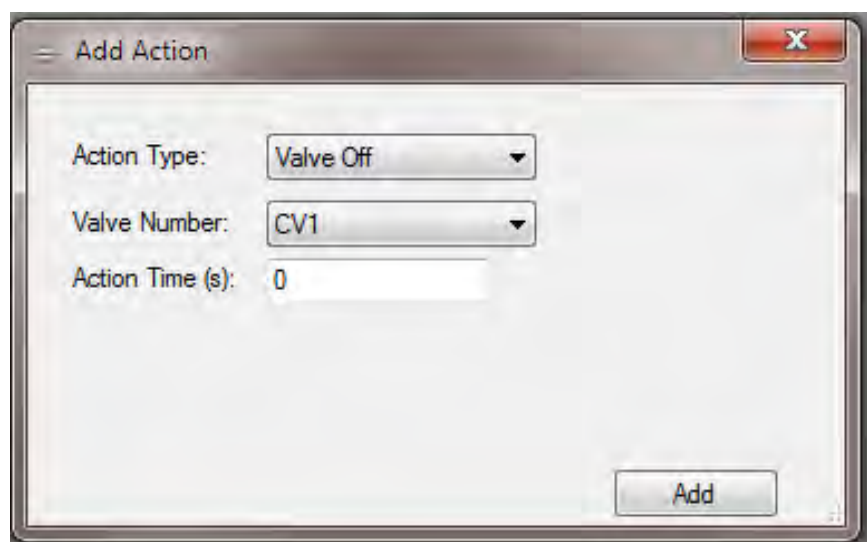 Add Action
Action Type: Valve Off
Valve Number: CV1
Action Time (s): 0
Add